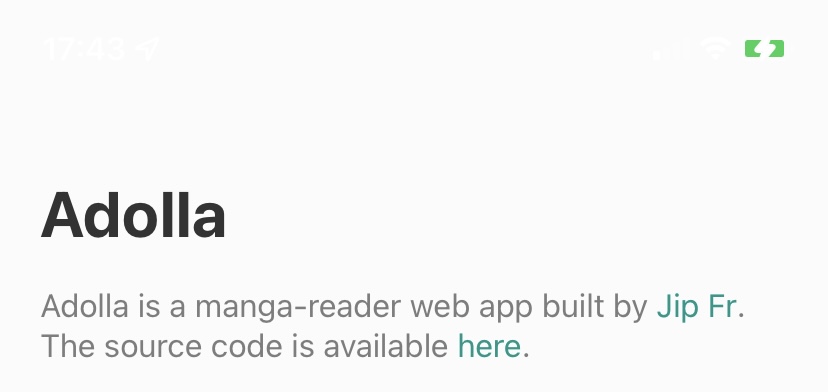 17:43
Adolla
Adolla is a manga-reader web app built by Jip Fr.
The source code is available here.